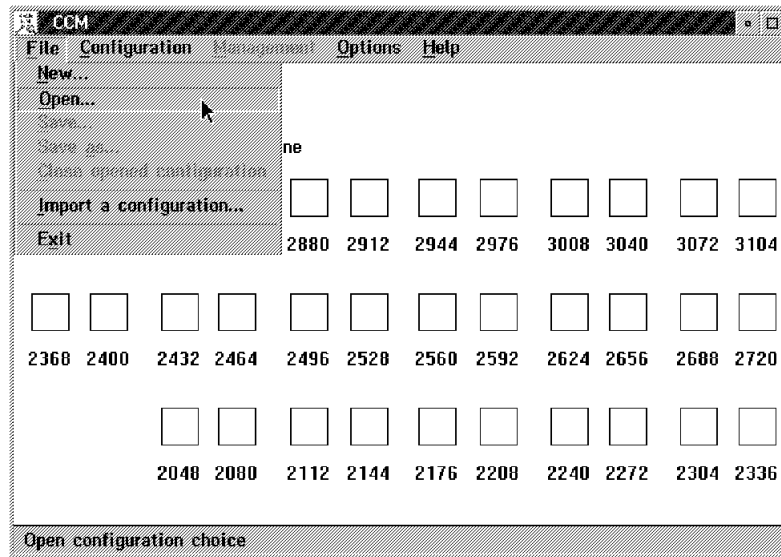 CCM
File Configuration Management Options Help
New...
Open...
Save...
Save as...
ne
Close opened configuration
Import a configuration...
Exit
2880 2912 2944 2976 3008 3040 3072 3104
2368 2400 2432 2464 2496 2528 2560 2592 2624 2656 2688 2720
2048 2080 2112 2144 2176 2208 2240 2272 2304 2336
Open configuration choice